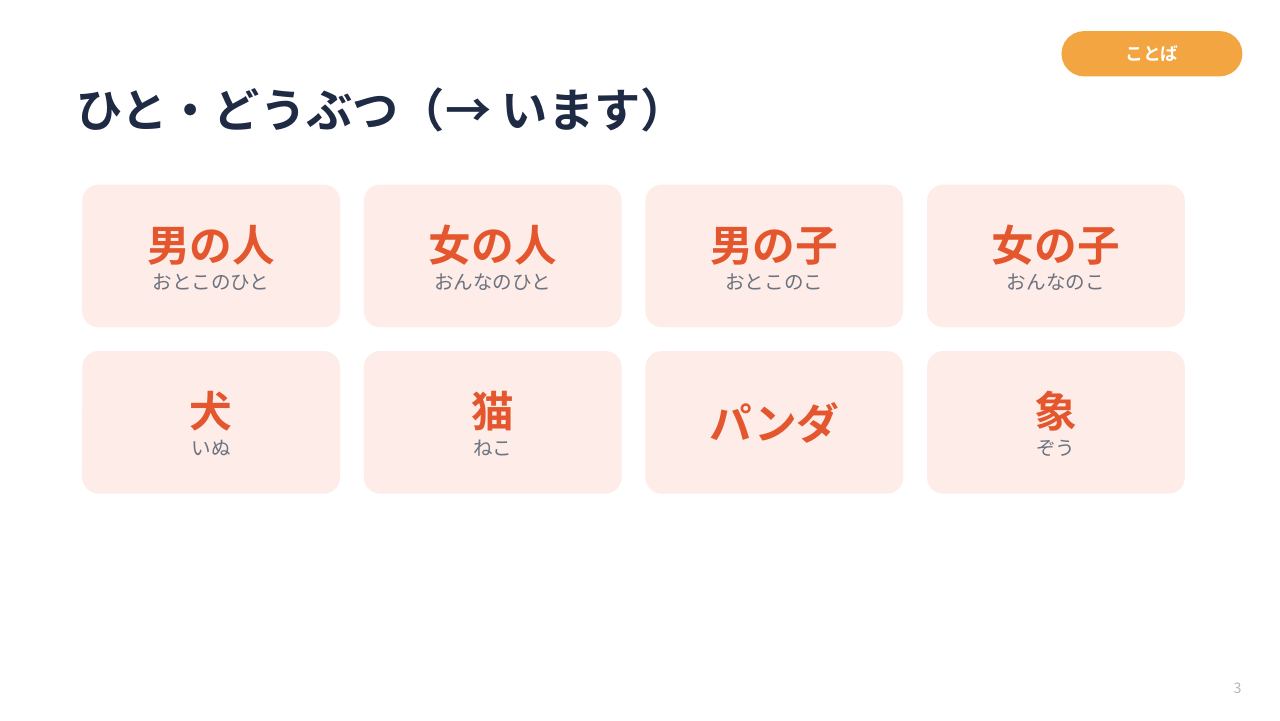 ことば
ひと・どうぶつ（→ います）
男の人
おとこのひと
女の人
おんなのひと
男の子
おとこのこ
女の子
おんなのこ
犬
いぬ
猫
ねこ
パンダ
象
ぞう
3